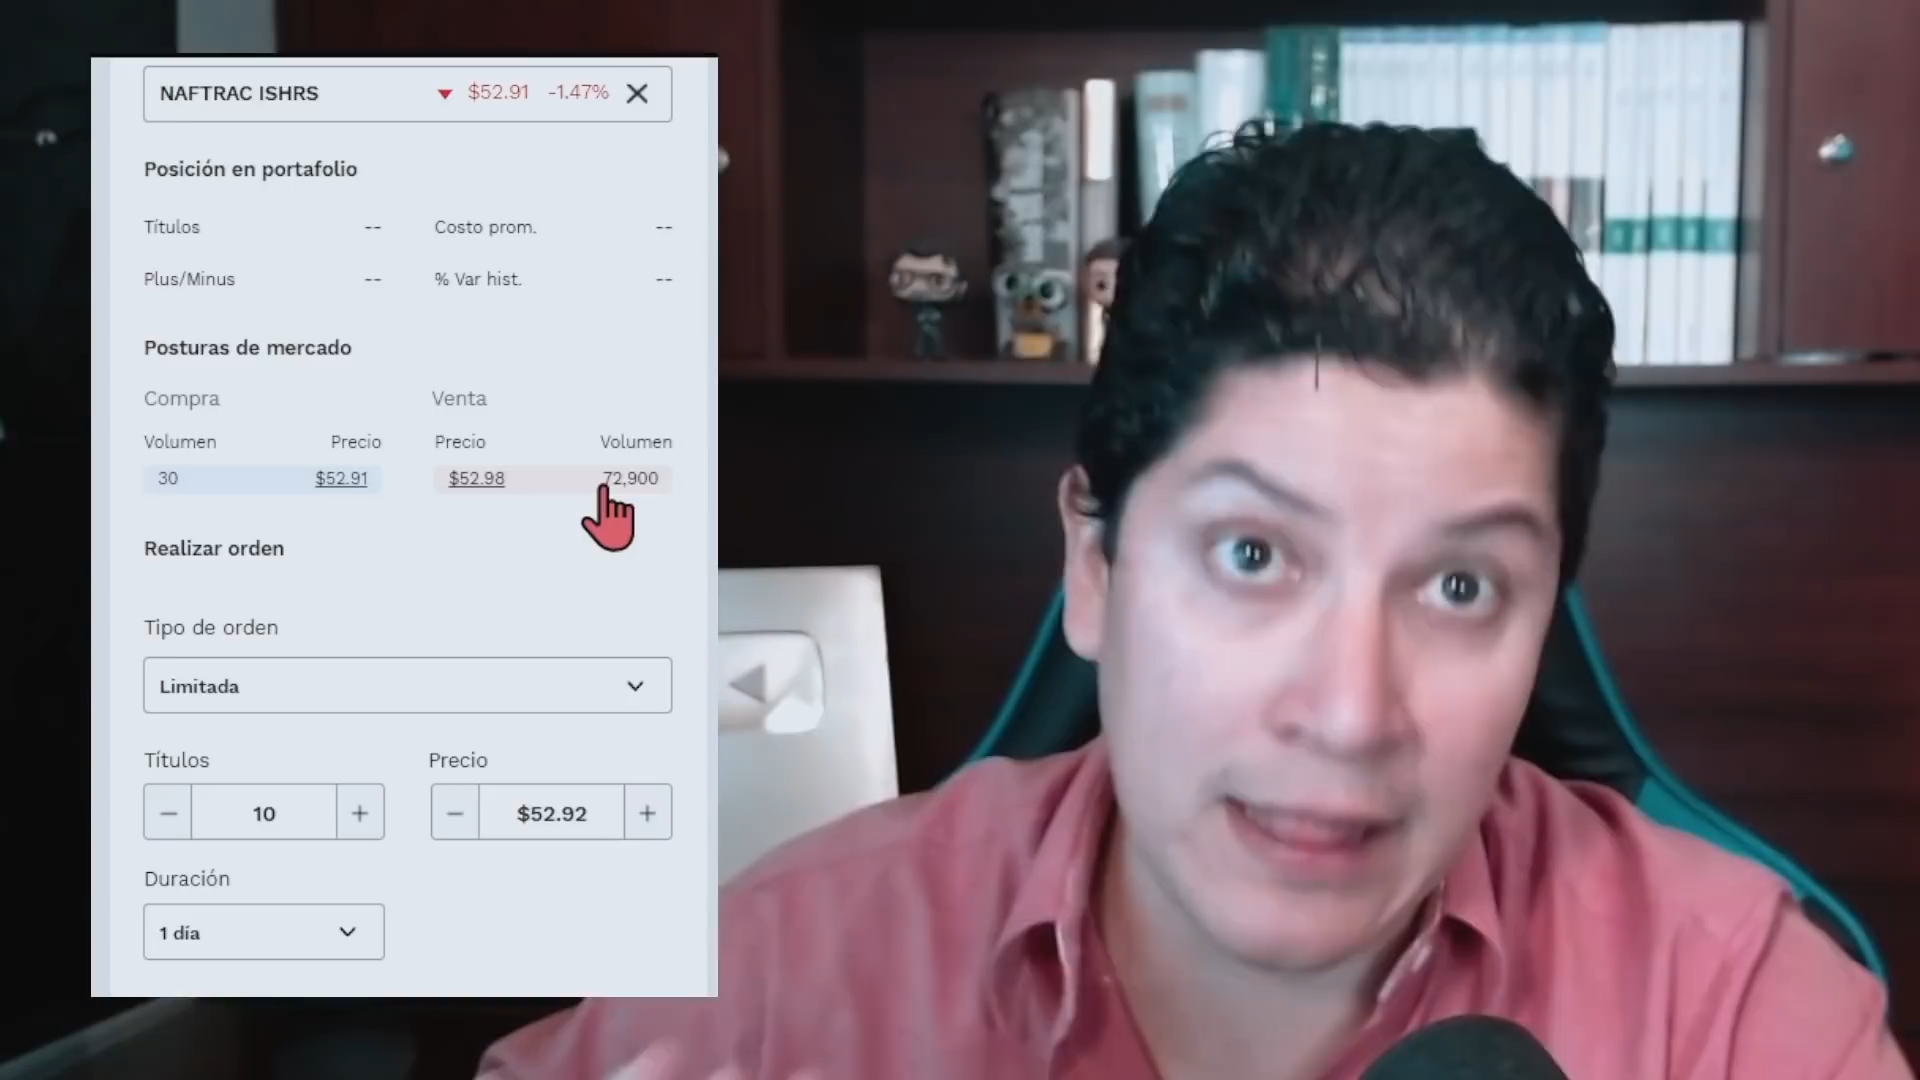 NAFTRAC ISHRS $52.91 -1.47%
Posición en portafolio
Títulos -- Costo prom. --
Plus/Minus -- % Var hist. --
Posturas de mercado
Compra Venta
Volumen Precio Precio Volumen
30 $52.91 $52.98 72,900
Realizar orden
Tipo de orden
Limitada
Títulos Precio
10 $52.92
Duración
1 día